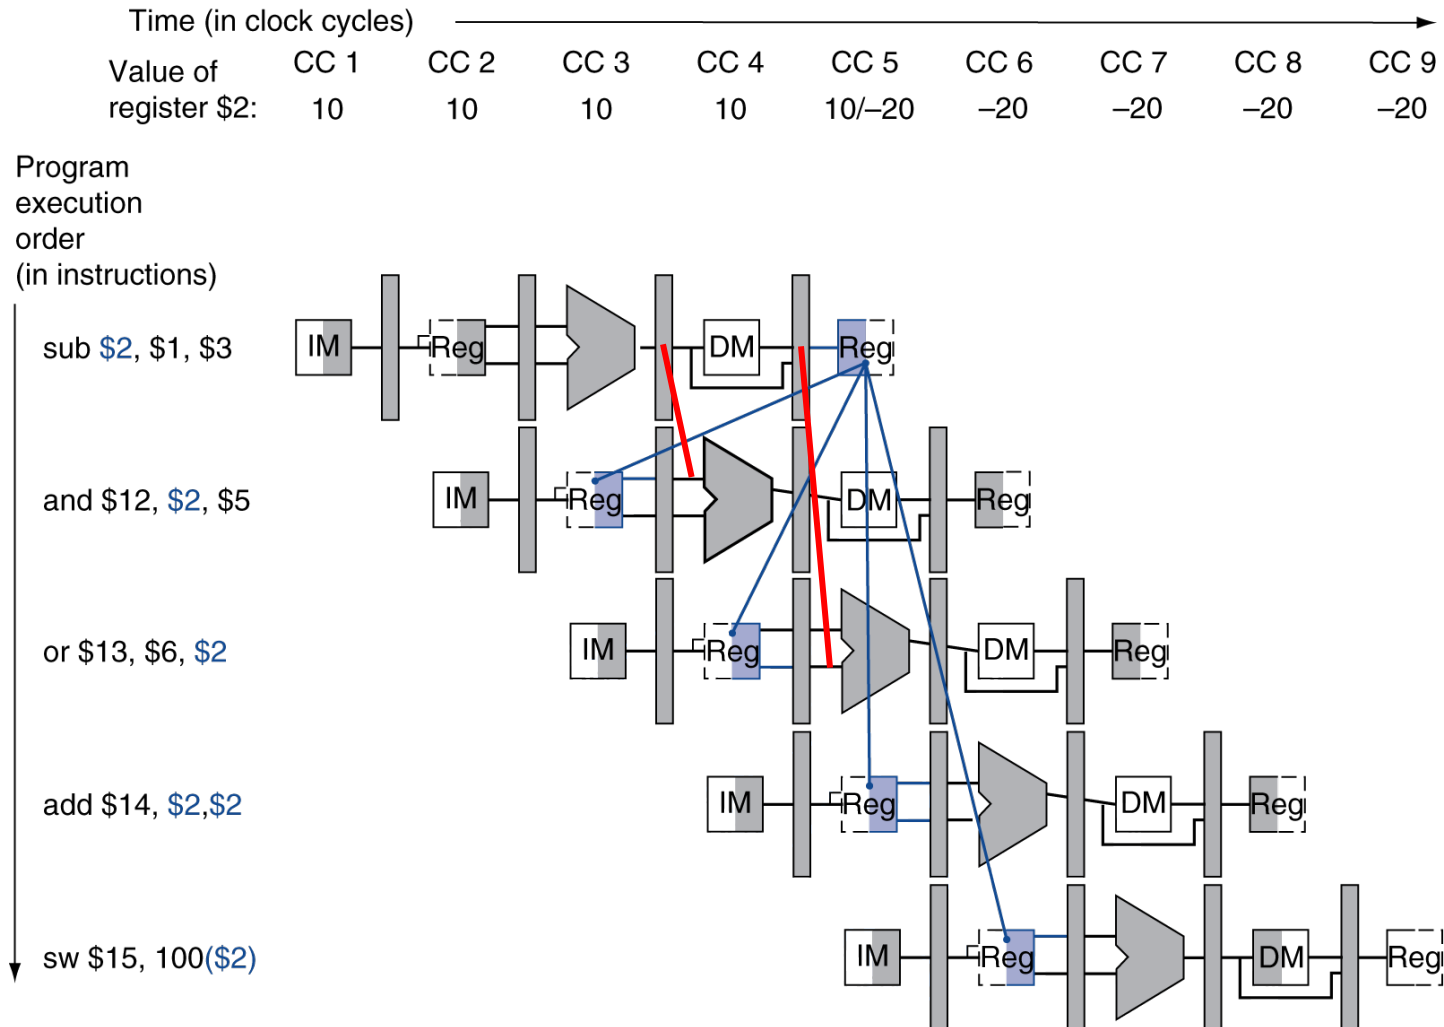 Time (in clock cycles)
CC 1 CC 2 CC 3 CC 4 CC 5 CC 6 CC 7 CC 8 CC 9
Value of
register $2:
10 10 10 10 10/–20 –20 –20 –20 –20
Program
execution
order
(in instructions)
sub $2, $1, $3
IM Reg DM Reg
and $12, $2, $5
IM Reg DM Reg
or $13, $6, $2
IM Reg DM Reg
add $14, $2,$2
IM Reg DM Reg
sw $15, 100($2)
IM Reg DM Reg